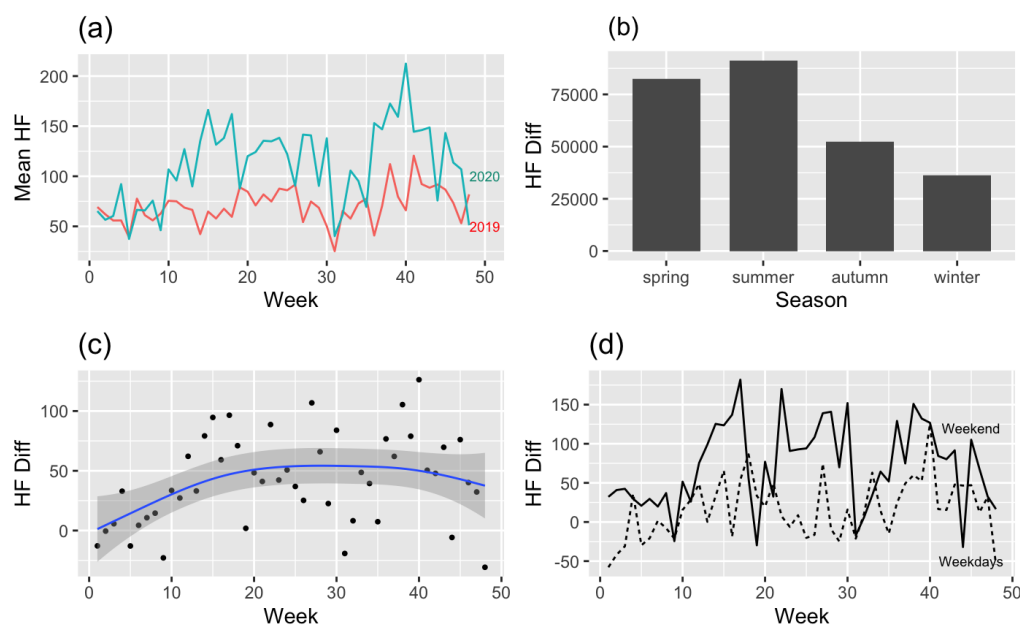 (a)
Mean HF
200
150
100
50
2020
2019
0 10 20 30 40 50
Week
(b)
HF Diff
75000
50000
25000
0
spring summer autumn winter
Season
(c)
HF Diff
100
50
0
0 10 20 30 40 50
Week
(d)
HF Diff
150
100
50
0
-50
Weekend
Weekdays
0 10 20 30 40 50
Week